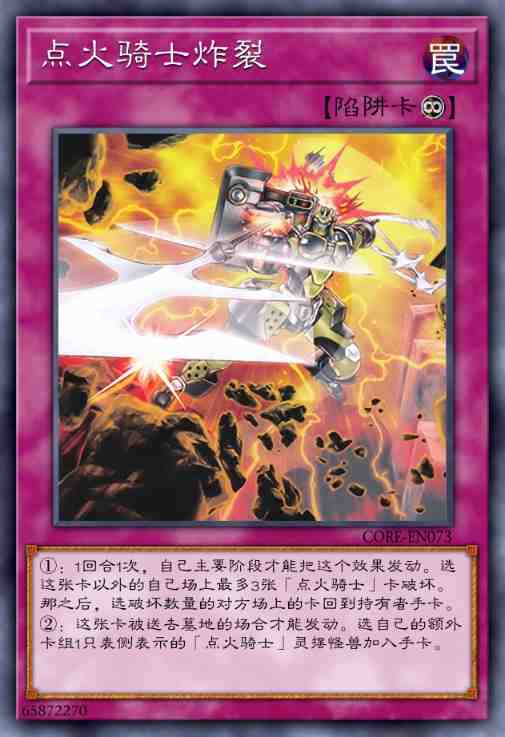 点火骑士炸裂
罠
【陷阱卡♾】
CORE-EN073
①：1回合1次，自己主要阶段才能把这个效果发动。选
这张卡以外的自己场上最多3张「点火骑士」卡破坏。
那之后，选破坏数量的对方场上的卡回到持有者手卡。
②：这张卡被送去墓地的场合才能发动。选自己的额外
卡组1只表侧表示的「点火骑士」灵摆怪兽加入手卡。
65872270